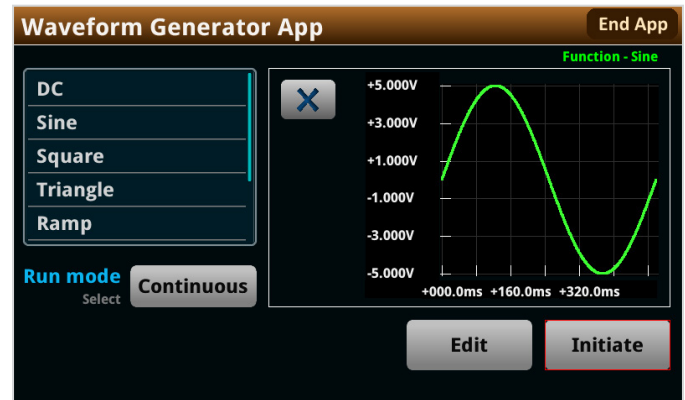 Waveform Generator App
End App
Function - Sine
DC
Sine
Square
Triangle
Ramp
Run mode
Select
Continuous
+5.000V
+3.000V
+1.000V
-1.000V
-3.000V
-5.000V
+000.0ms +160.0ms +320.0ms
Edit
Initiate